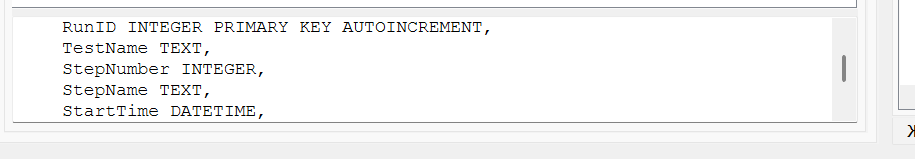 RunID INTEGER PRIMARY KEY AUTOINCREMENT,
TestName TEXT,
StepNumber INTEGER,
StepName TEXT,
StartTime DATETIME,